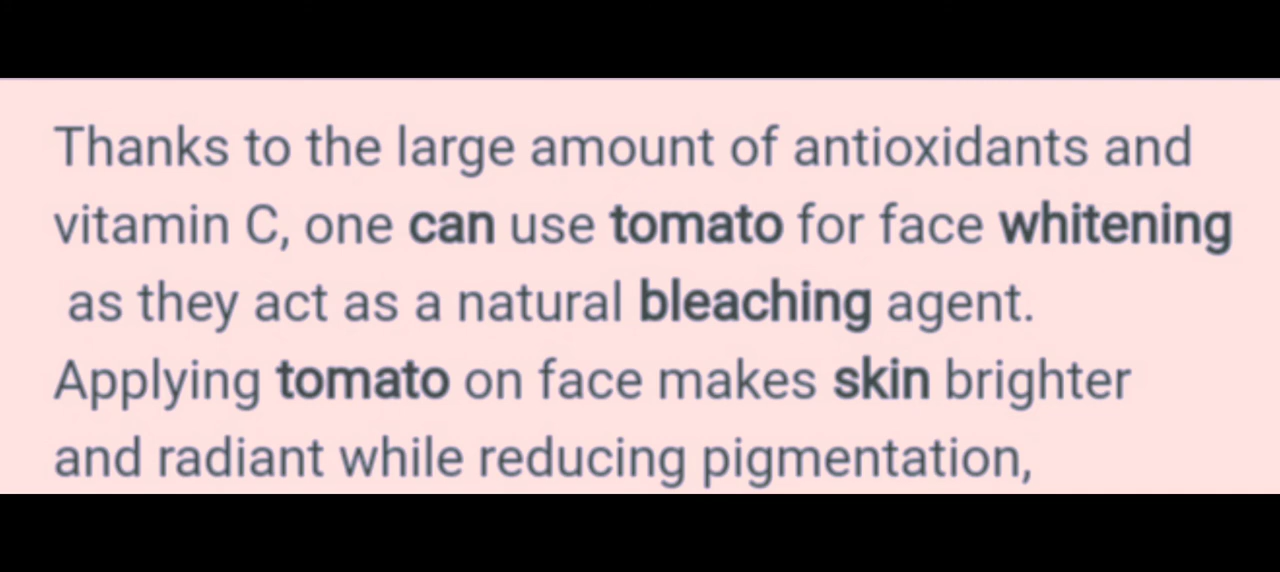 Thanks to the large amount of antioxidants and
vitamin C, one can use tomato for face whitening
as they act as a natural bleaching agent.
Applying tomato on face makes skin brighter
and radiant while reducing pigmentation,